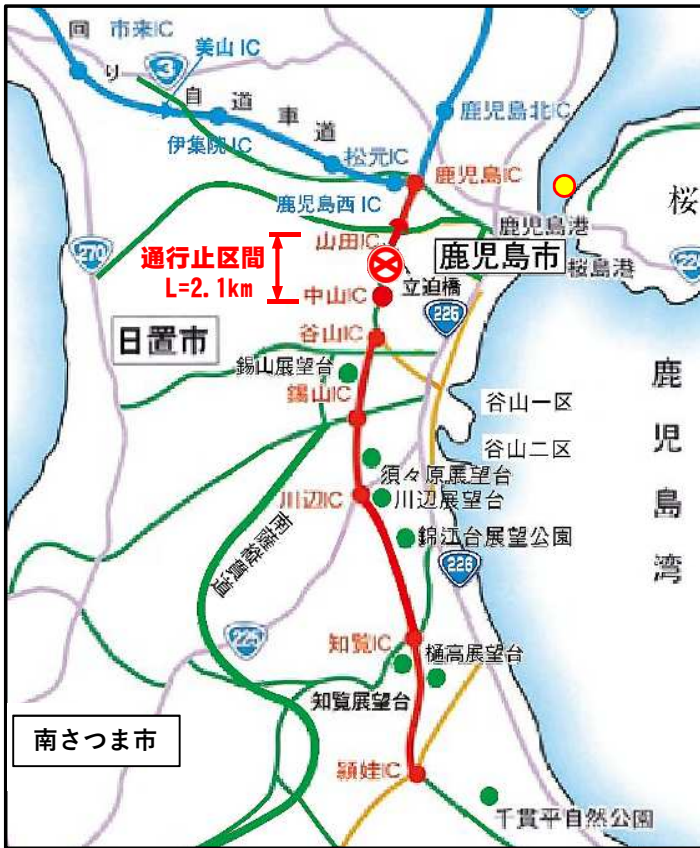 回 市来IC
美山IC
3
り
自
道
車
道
伊集院IC
松元IC
鹿児島北IC
鹿児島IC
鹿児島西IC
桜
鹿児島港
山田IC
鹿児島市
桜島港
270
通行止区間
L=2.1km
立迫橋
中山IC
226
日置市
谷山IC
錫山展望台
錫山IC
谷山一区
谷山二区
鹿児島湾
須々原展望台
川辺IC
川辺展望台
南薩縦貫道
錦江台展望公園
226
225
知覧IC
樋高展望台
知覧展望台
南さつま市
頴娃IC
千貫平自然公園